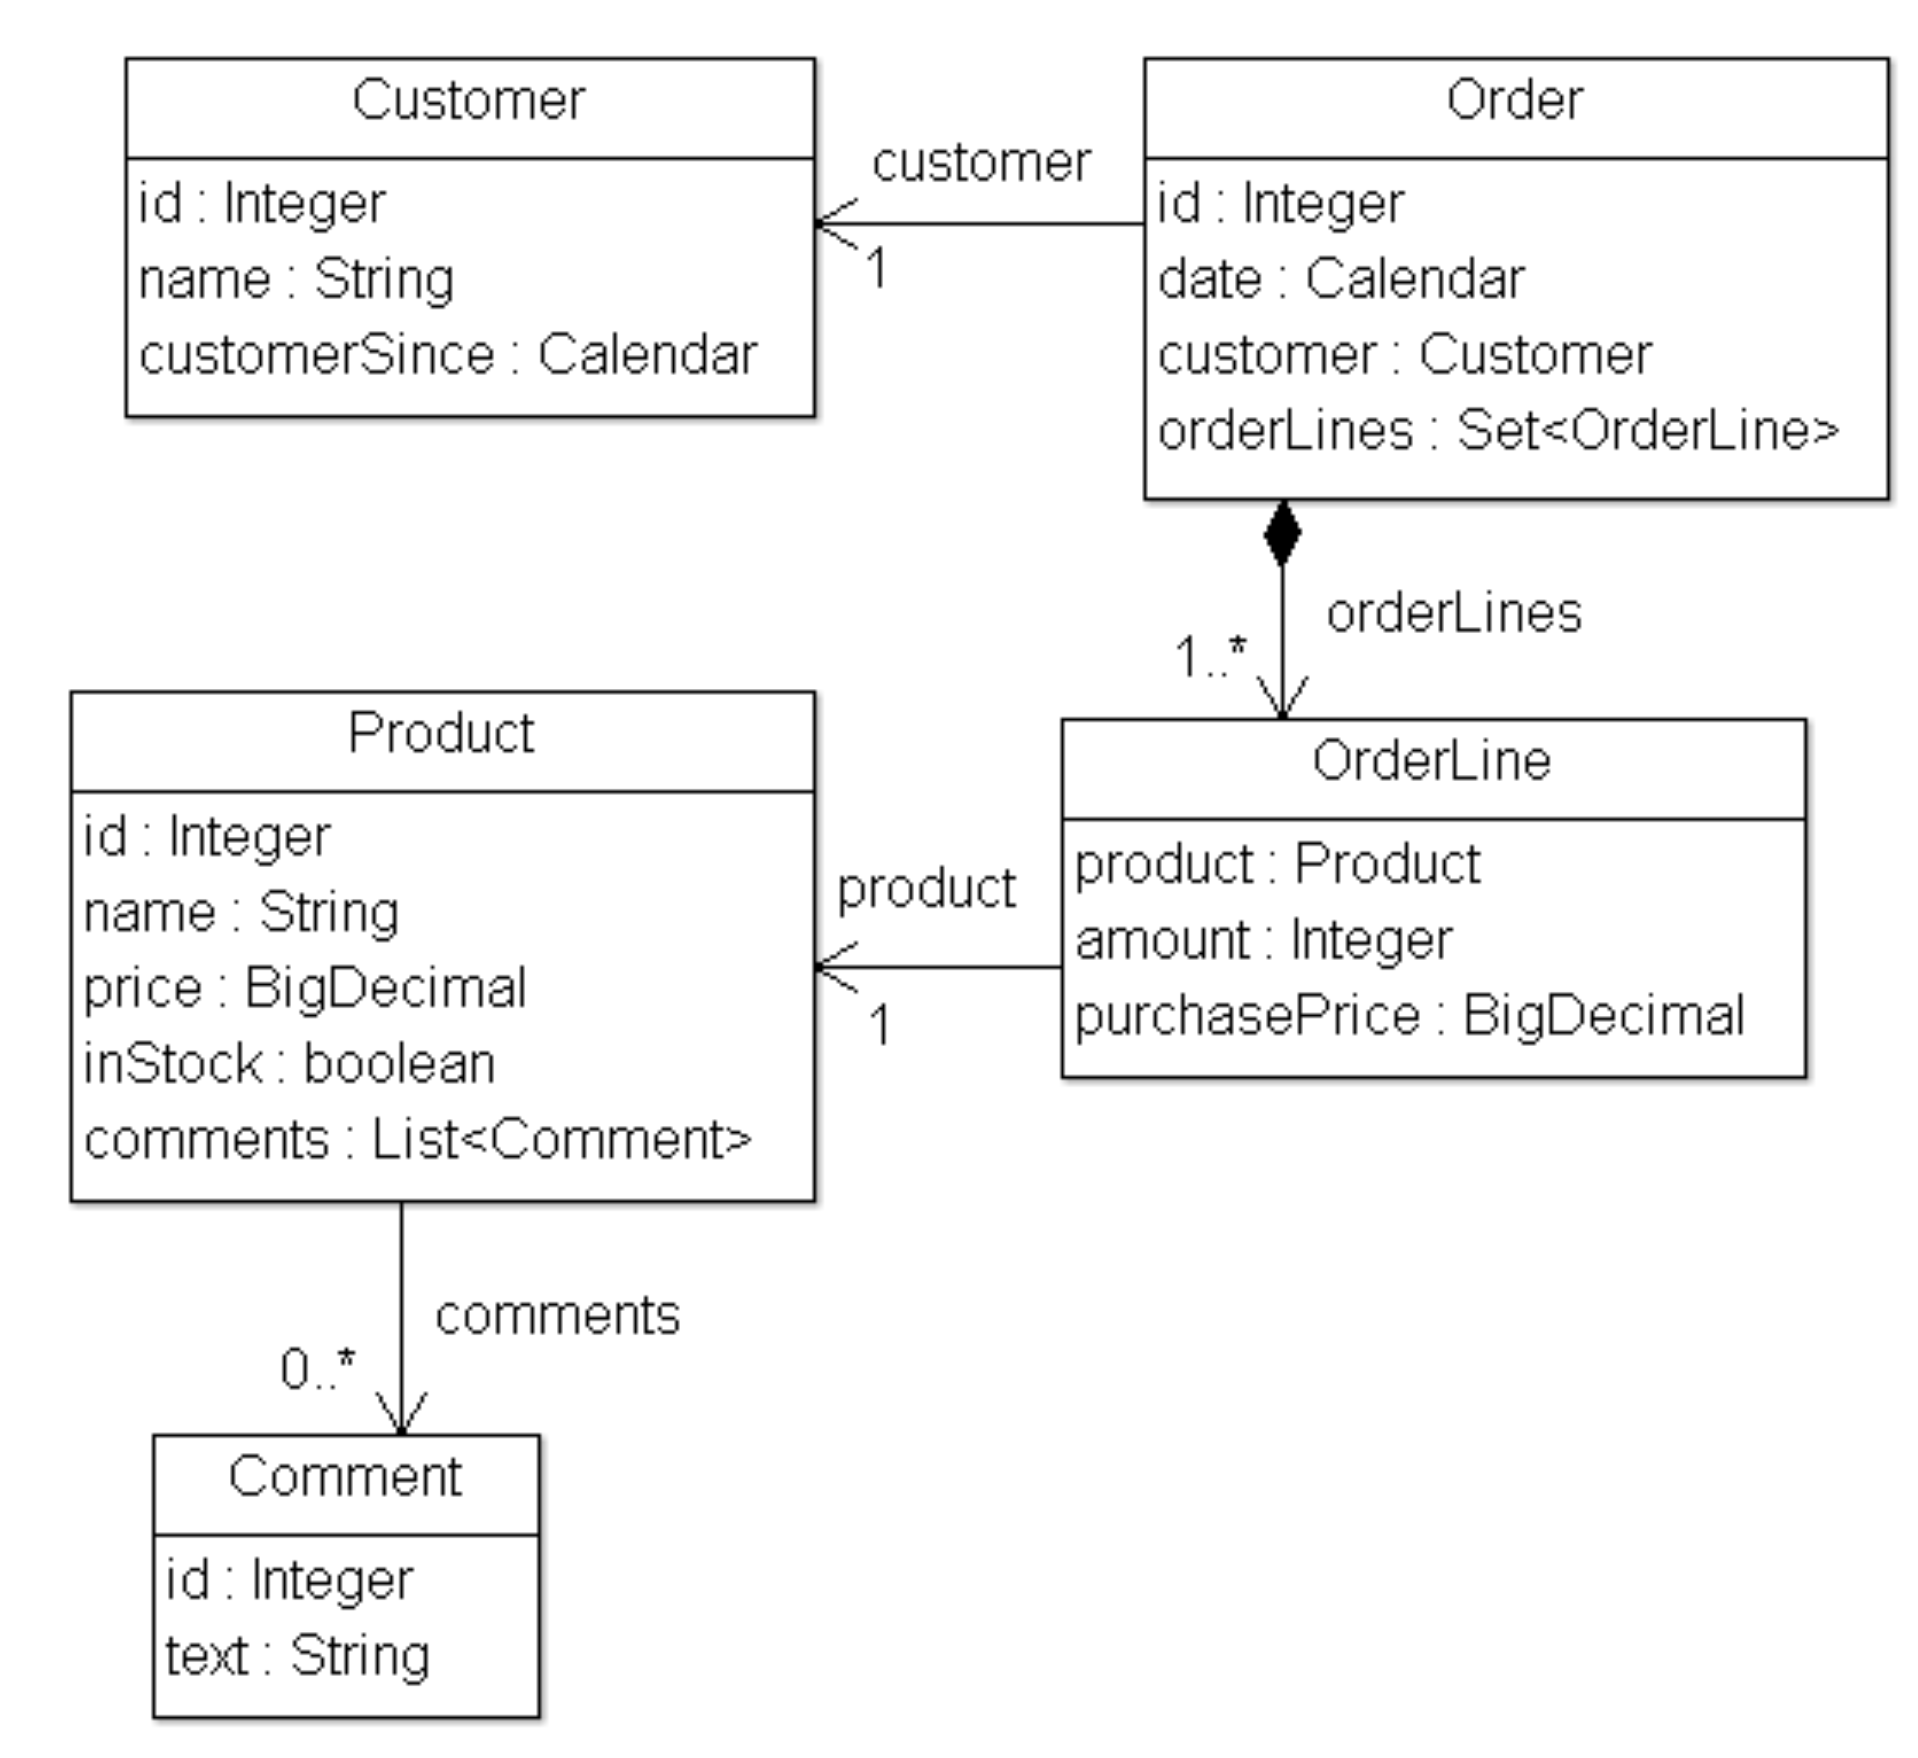 Customer
id : Integer
name : String
customerSince : Calendar
customer
1
Order
id : Integer
date : Calendar
customer : Customer
orderLines : Set<OrderLine>
orderLines
1..*
Product
id : Integer
name : String
price : BigDecimal
inStock : boolean
comments : List<Comment>
product
1
OrderLine
product : Product
amount : Integer
purchasePrice : BigDecimal
comments
0..*
Comment
id : Integer
text : String